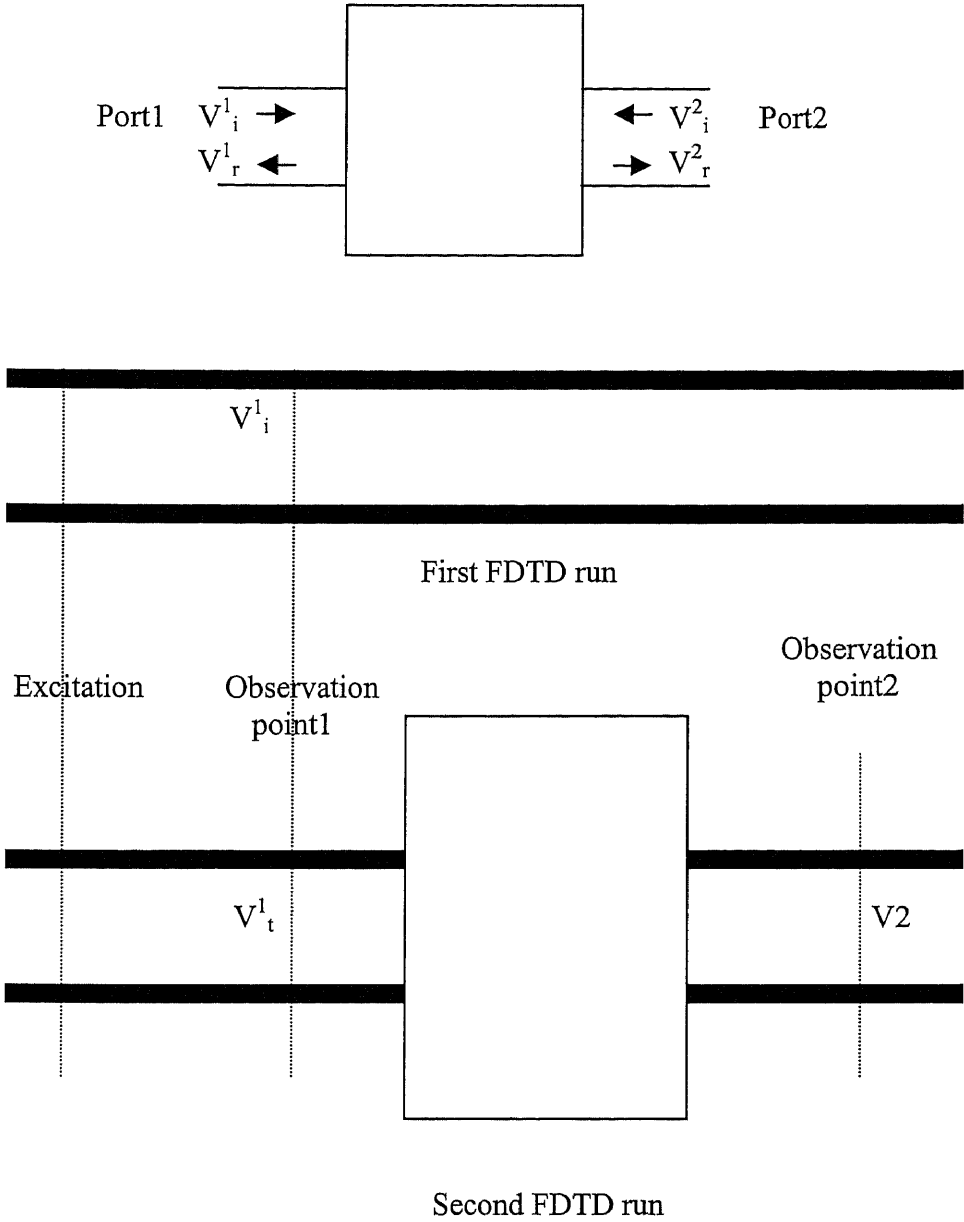 Port1 V¹ᵢ V²ᵢ Port2
V¹ᵣ V²ᵣ
V¹ᵢ
First FDTD run
Excitation
Observation
point1
Observation
point2
V¹ₜ
V2
Second FDTD run